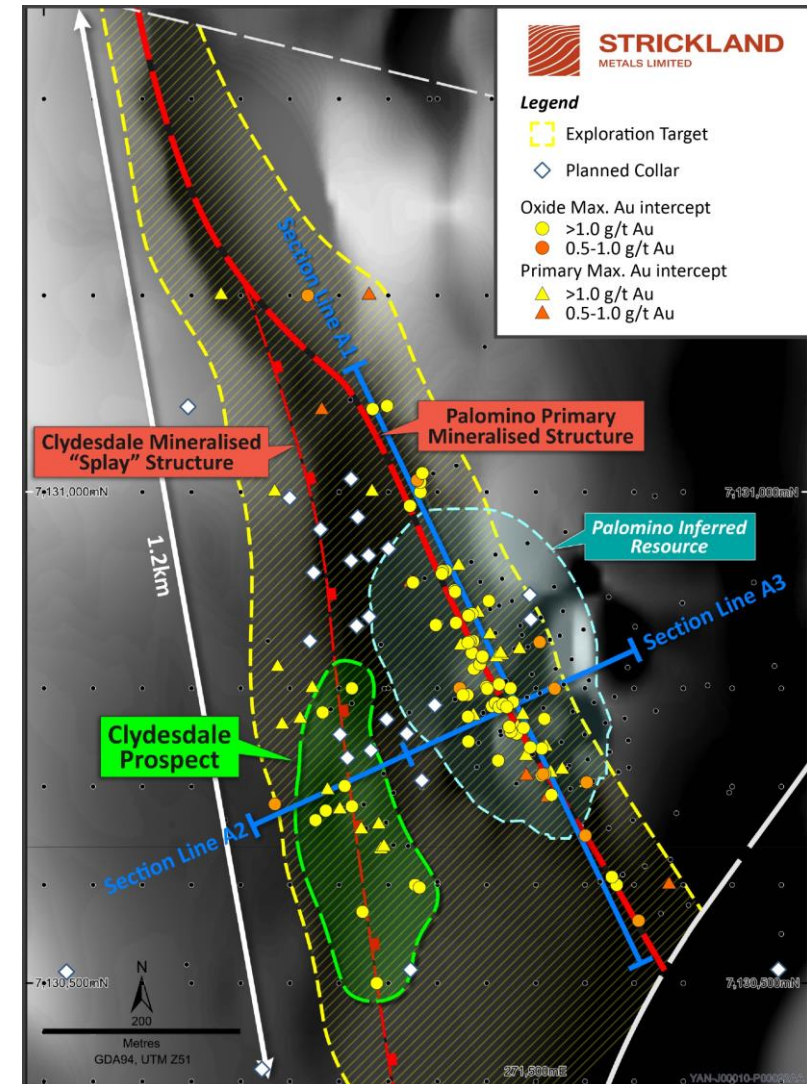 STRICKLAND
METALS LIMITED
Legend
Exploration Target
Planned Collar
Oxide Max. Au intercept
>1.0 g/t Au
0.5-1.0 g/t Au
Primary Max. Au intercept
>1.0 g/t Au
0.5-1.0 g/t Au
Section Line A1
Clydesdale Mineralised
"Splay" Structure
Palomino Primary
Mineralised Structure
7,131,000mN
7,131,000mN
Palomino Inferred
Resource
1.2km
Section Line A3
Clydesdale
Prospect
Section Line A2
7,130,500mN
7,130,500mN
N
200
Metres
GDA94, UTM Z51
271,500mE